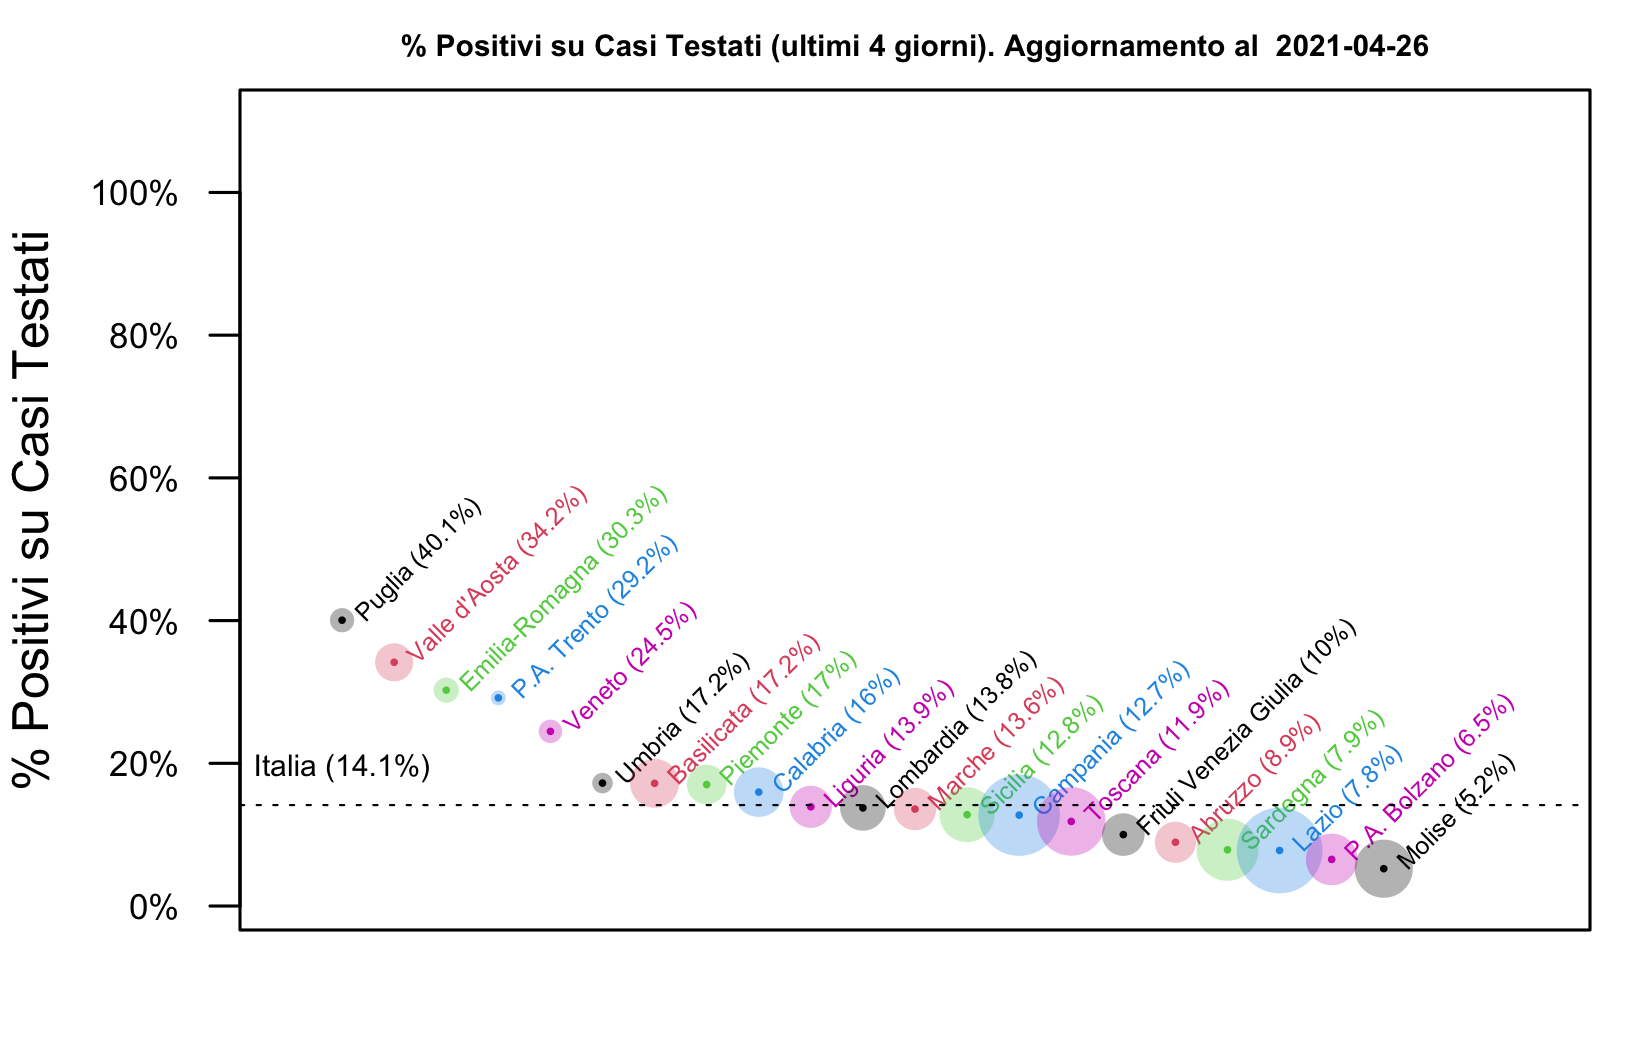 % Positivi su Casi Testati (ultimi 4 giorni). Aggiornamento al  2021-04-26
% Positivi su Casi Testati
100%
80%
60%
40%
20%
0%
Italia (14.1%)
Puglia (40.1%)
Valle d'Aosta (34.2%)
Emilia-Romagna (30.3%)
P.A. Trento (29.2%)
Veneto (24.5%)
Umbria (17.2%)
Basilicata (17.2%)
Piemonte (17%)
Calabria (16%)
Liguria (13.9%)
Lombardia (13.8%)
Marche (13.6%)
Sicilia (12.8%)
Campania (12.7%)
Toscana (11.9%)
Friuli Venezia Giulia (10%)
Abruzzo (8.9%)
Sardegna (7.9%)
Lazio (7.8%)
P.A. Bolzano (6.5%)
Molise (5.2%)